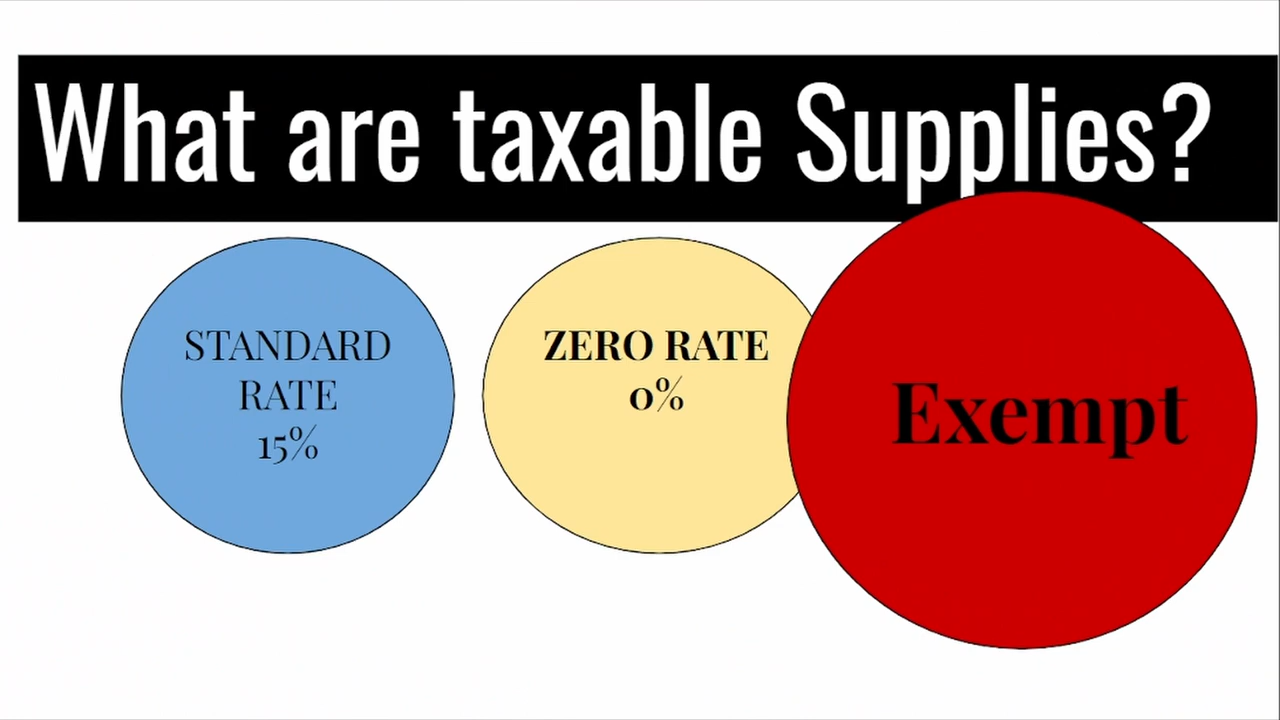 What are taxable Supplies?
STANDARD
RATE
15%
ZERO RATE
0%
Exempt